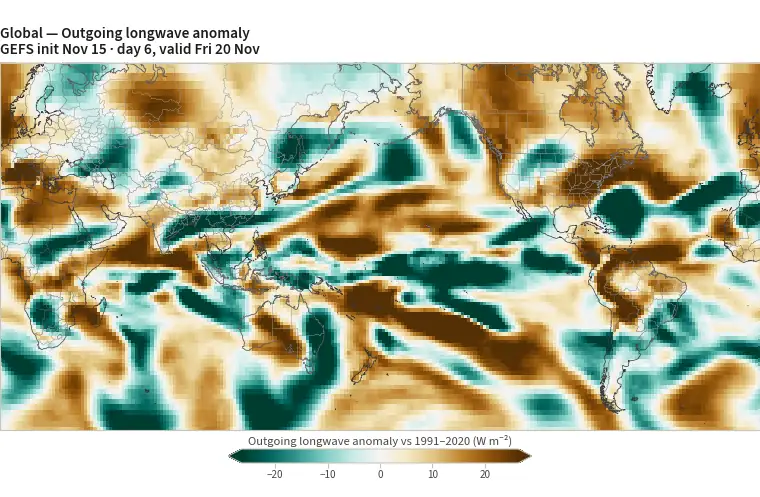 Global — Outgoing longwave anomaly
GEFS init Nov 15 · day 6, valid Fri 20 Nov
Outgoing longwave anomaly vs 1991–2020 (W m⁻²)
−20 −10 0 10 20